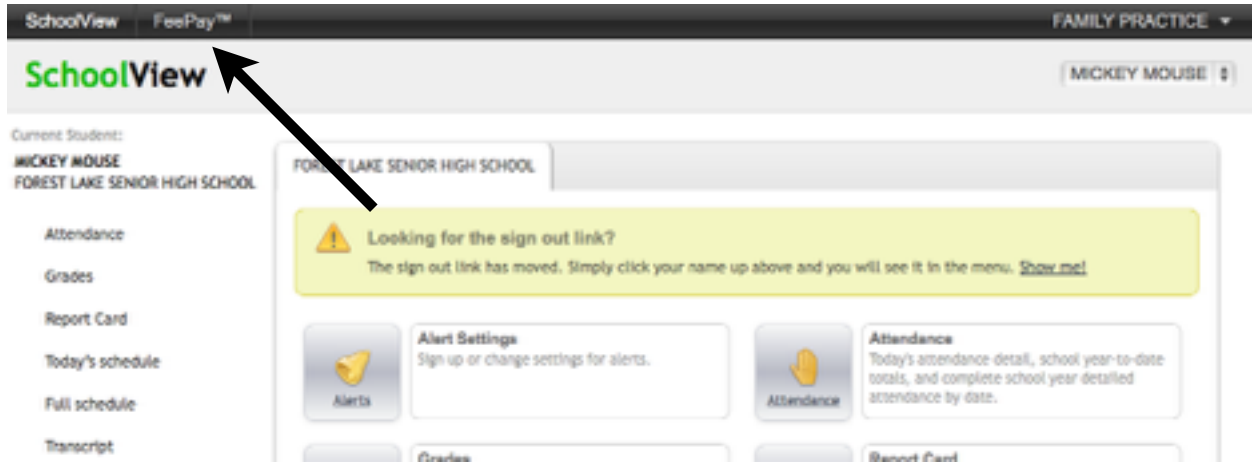 SchoolView FeePay™ FAMILY PRACTICE
SchoolView MICKEY MOUSE
Current Student:
MICKEY MOUSE
FOREST LAKE SENIOR HIGH SCHOOL
Attendance
Grades
Report Card
Today's schedule
Full schedule
Transcript
FOREST LAKE SENIOR HIGH SCHOOL
Looking for the sign out link?
The sign out link has moved. Simply click your name up above and you will see it in the menu. Show me!
Alerts
Alert Settings
Sign up or change settings for alerts.
Attendance
Attendance
Today's attendance detail, school year-to-date
totals, and complete school year detailed
attendance by date.
Grades
Report Card